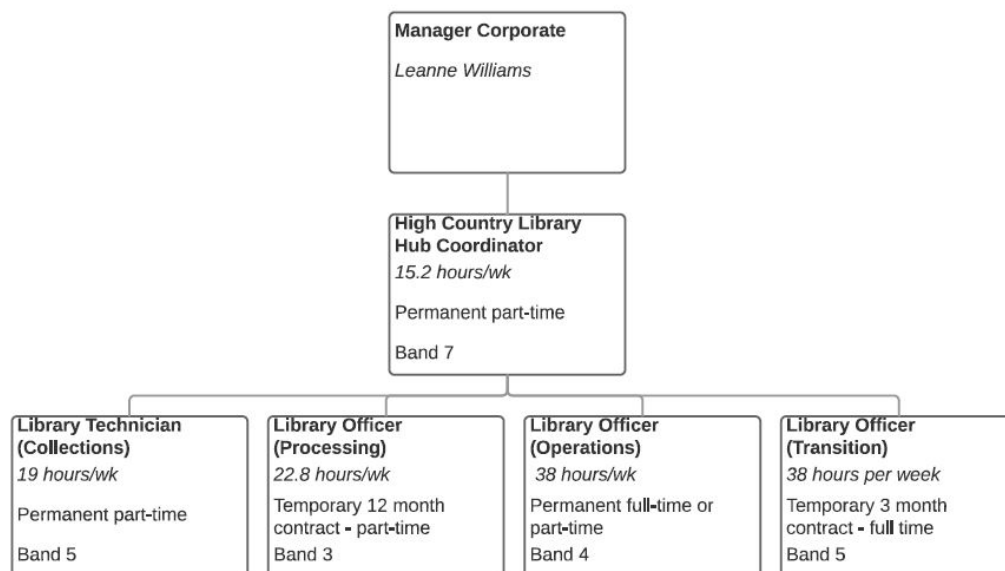 Manager Corporate
Leanne Williams
High Country Library
Hub Coordinator
15.2 hours/wk
Permanent part-time
Band 7
Library Technician
(Collections)
19 hours/wk
Permanent part-time
Band 5
Library Officer
(Processing)
22.8 hours/wk
Temporary 12 month
contract - part-time
Band 3
Library Officer
(Operations)
38 hours/wk
Permanent full-time or
part-time
Band 4
Library Officer
(Transition)
38 hours per week
Temporary 3 month
contract - full time
Band 5